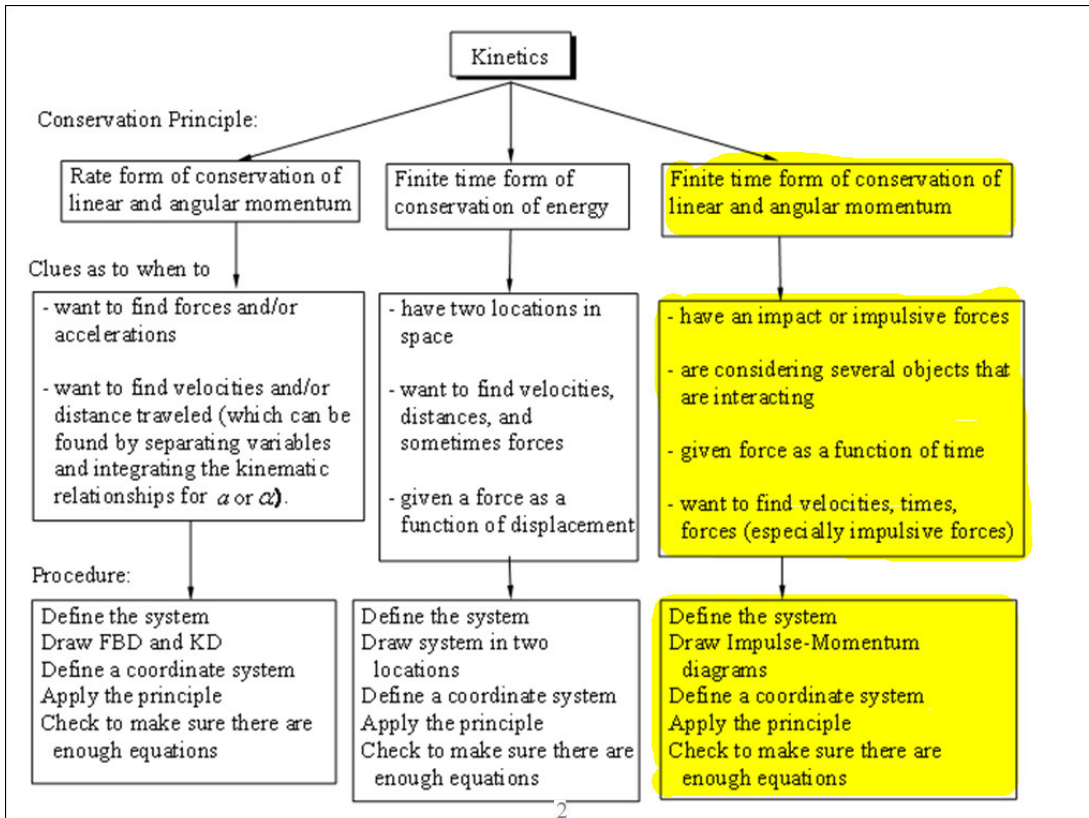 Kinetics
Conservation Principle:
Rate form of conservation of
linear and angular momentum
Finite time form of
conservation of energy
Finite time form of conservation of
linear and angular momentum
Clues as to when to
- want to find forces and/or
accelerations
- want to find velocities and/or
distance traveled (which can be
found by separating variables
and integrating the kinematic
relationships for a or α).
- have two locations in
space
- want to find velocities,
distances, and
sometimes forces
- given a force as a
function of displacement
- have an impact or impulsive forces
- are considering several objects that
are interacting
- given force as a function of time
- want to find velocities, times,
forces (especially impulsive forces)
Procedure:
Define the system
Draw FBD and KD
Define a coordinate system
Apply the principle
Check to make sure there are
enough equations
Define the system
Draw system in two
locations
Define a coordinate system
Apply the principle
Check to make sure there are
enough equations
Define the system
Draw Impulse-Momentum
diagrams
Define a coordinate system
Apply the principle
Check to make sure there are
enough equations
2